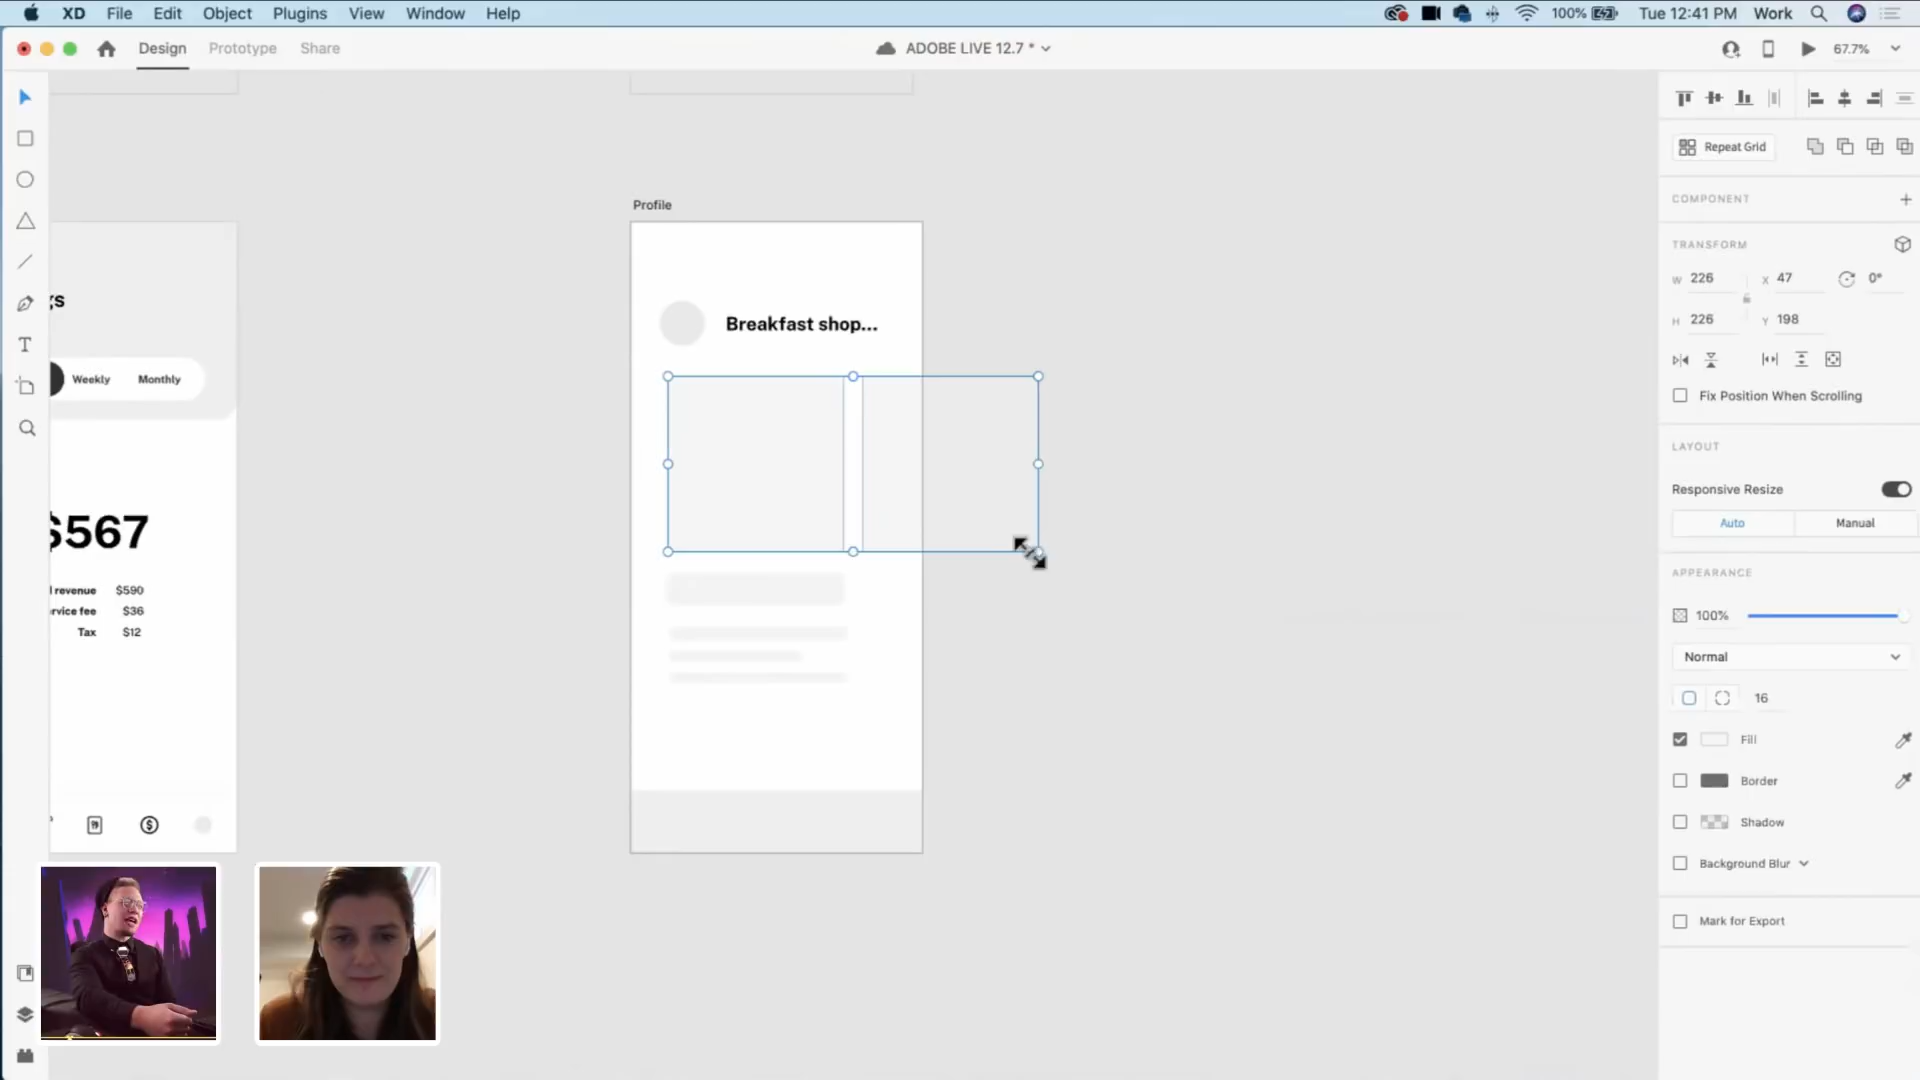 XD File Edit Object Plugins View Window Help 100% Tue 12:41 PM Work
Design Prototype Share ADOBE LIVE 12.7 * 67.7%
Repeat Grid
COMPONENT
TRANSFORM
W 226 X 47 0°
H 226 Y 198
Fix Position When Scrolling
LAYOUT
Responsive Resize
Auto Manual
APPEARANCE
100%
Normal
16
Fill
Border
Shadow
Background Blur
Mark for Export
Profile
Breakfast shop...
gs
Weekly Monthly
$567
l revenue $590
rvice fee $36
Tax $12